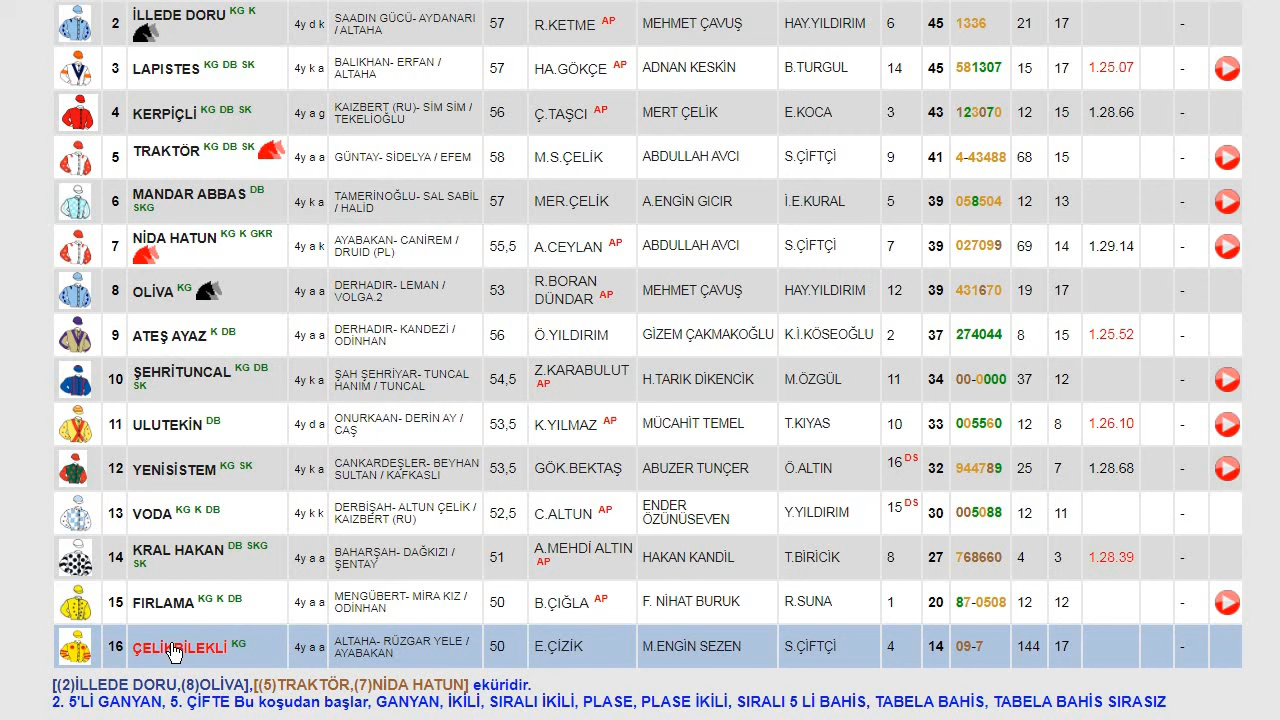 2 İLLEDE DORU KG K 4y d k SAADIN GÜCÜ- AYDANARI / ALTAHA 57 R.KETME AP MEHMET ÇAVUŞ HAY.YILDIRIM 6 45 1336 21 17 -
3 LAPISTES KG DB SK 4y k a BALIKHAN- ERFAN / ALTAHA 57 HA.GÖKÇE AP ADNAN KESKİN B.TURGUL 14 45 581307 15 17 1.25.07 -
4 KERPİÇLİ KG DB SK 4y a g KAIZBERT (RU)- SİM SİM / TEKELİOĞLU 56 Ç.TAŞCI AP MERT ÇELİK E.KOCA 3 43 123070 12 15 1.28.66 -
5 TRAKTÖR KG DB SK 4y a a GÜNTAY- SİDELYA / EFEM 58 M.S.ÇELİK ABDULLAH AVCI S.ÇİFTÇİ 9 41 4-43488 68 15 -
6 MANDAR ABBAS DB SKG 4y k a TAMERİNOĞLU- SAL SABİL / HALİD 57 MER.ÇELİK A.ENGİN GICIR İ.E.KURAL 5 39 058504 12 13 -
7 NİDA HATUN KG K GKR 4y a k AYABAKAN- CANİREM / DRUID (PL) 55,5 A.CEYLAN AP ABDULLAH AVCI S.ÇİFTÇİ 7 39 027099 69 14 1.29.14 -
8 OLİVA KG 4y a a DERHADIR- LEMAN / VOLGA.2 53 R.BORAN DÜNDAR AP MEHMET ÇAVUŞ HAY.YILDIRIM 12 39 431670 19 17 -
9 ATEŞ AYAZ K DB 4y a a DERHADIR- KANDEZİ / ODİNHAN 56 Ö.YILDIRIM GİZEM ÇAKMAKOĞLU K.İ.KÖSEOĞLU 2 37 274044 8 15 1.25.52 -
10 ŞEHRİTUNCAL KG DB SK 4y k a ŞAH ŞEHRİYAR- TUNCAL HANIM / TUNCAL 54,5 Z.KARABULUT AP H.TARIK DİKENCİK M.ÖZGÜL 11 34 00-0000 37 12 -
11 ULUTEKİN DB 4y d a ONURKAAN- DERİN AY / CAŞ 53,5 K.YILMAZ AP MÜCAHİT TEMEL T.KIYAS 10 33 005560 12 8 1.26.10 -
12 YENISİSTEM KG SK 4y k a CANKARDEŞLER- BEYHAN SULTAN / KAFKASLI 53,5 GÖK.BEKTAŞ ABUZER TUNÇER Ö.ALTIN 16 DS 32 944789 25 7 1.28.68 -
13 VODA KG K DB 4y k k DERBİŞAH- ALTUN ÇELİK / KAIZBERT (RU) 52,5 C.ALTUN AP ENDER ÖZÜNÜSEVEN Y.YILDIRIM 15 DS 30 005088 12 11 -
14 KRAL HAKAN DB SKG SK 4y a a BAHARŞAH- DAĞKIZI / ŞENTAY 51 A.MEHDİ ALTIN AP HAKAN KANDİL T.BİRİCİK 8 27 768660 4 3 1.28.39 -
15 FIRLAMA KG K DB 4y a a MENGÜBERT- MİRA KIZ / ODİNHAN 50 B.ÇIĞLA AP F. NİHAT BURUK R.SUNA 1 20 87-0508 12 12 -
16 ÇELİKBİLEKLİ KG 4y a a ALTAHA- RÜZGAR YELE / AYABAKAN 50 E.ÇİZİK M.ENGİN SEZEN S.ÇİFTÇİ 4 14 09-7 144 17 -
[(2)İLLEDE DORU,(8)OLİVA],[(5)TRAKTÖR,(7)NİDA HATUN] eküridir.
2. 5'Lİ GANYAN, 5. ÇİFTE Bu koşudan başlar, GANYAN, İKİLİ, SIRALI İKİLİ, PLASE, PLASE İKİLİ, SIRALI 5 Lİ BAHİS, TABELA BAHİS, TABELA BAHİS SIRASIZ